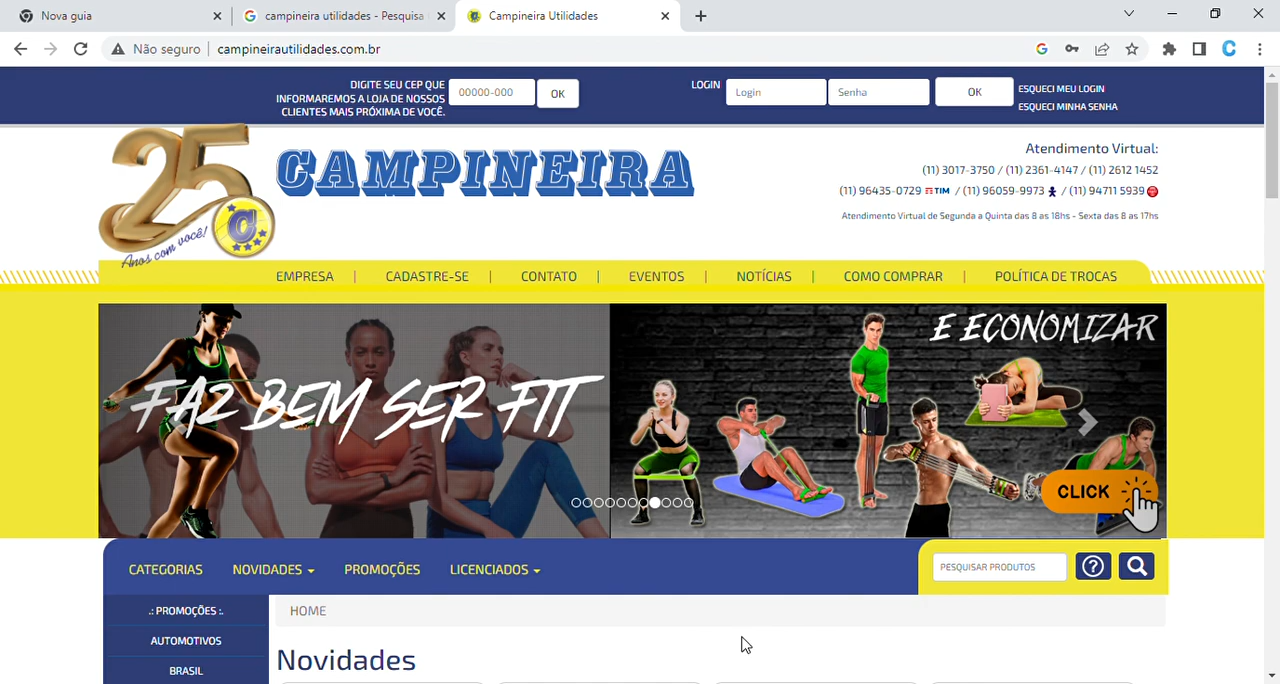 Nova guia
campineira utilidades - Pesquisa
Campineira Utilidades
Não seguro
campineirautilidades.com.br
DIGITE SEU CEP QUE
INFORMAREMOS A LOJA DE NOSSOS
CLIENTES MAIS PRÓXIMA DE VOCÊ.
00000-000
OK
LOGIN
Login
Senha
OK
ESQUECI MEU LOGIN
ESQUECI MINHA SENHA
25
Anos com você!
C
CAMPINEIRA
Atendimento Virtual:
(11) 3017-3750 / (11) 2361-4147 / (11) 2612 1452
(11) 96435-0729 TIM / (11) 96059-9973 / (11) 94711 5939
Atendimento Virtual de Segunda a Quinta das 8 as 18hs - Sexta das 8 as 17hs
EMPRESA | CADASTRE-SE | CONTATO | EVENTOS | NOTÍCIAS | COMO COMPRAR | POLÍTICA DE TROCAS
FAZ BEM SER FIT
E ECONOMIZAR
CLICK
CATEGORIAS
NOVIDADES
PROMOÇÕES
LICENCIADOS
PESQUISAR PRODUTOS
.: PROMOÇÕES :.
AUTOMOTIVOS
BRASIL
HOME
Novidades